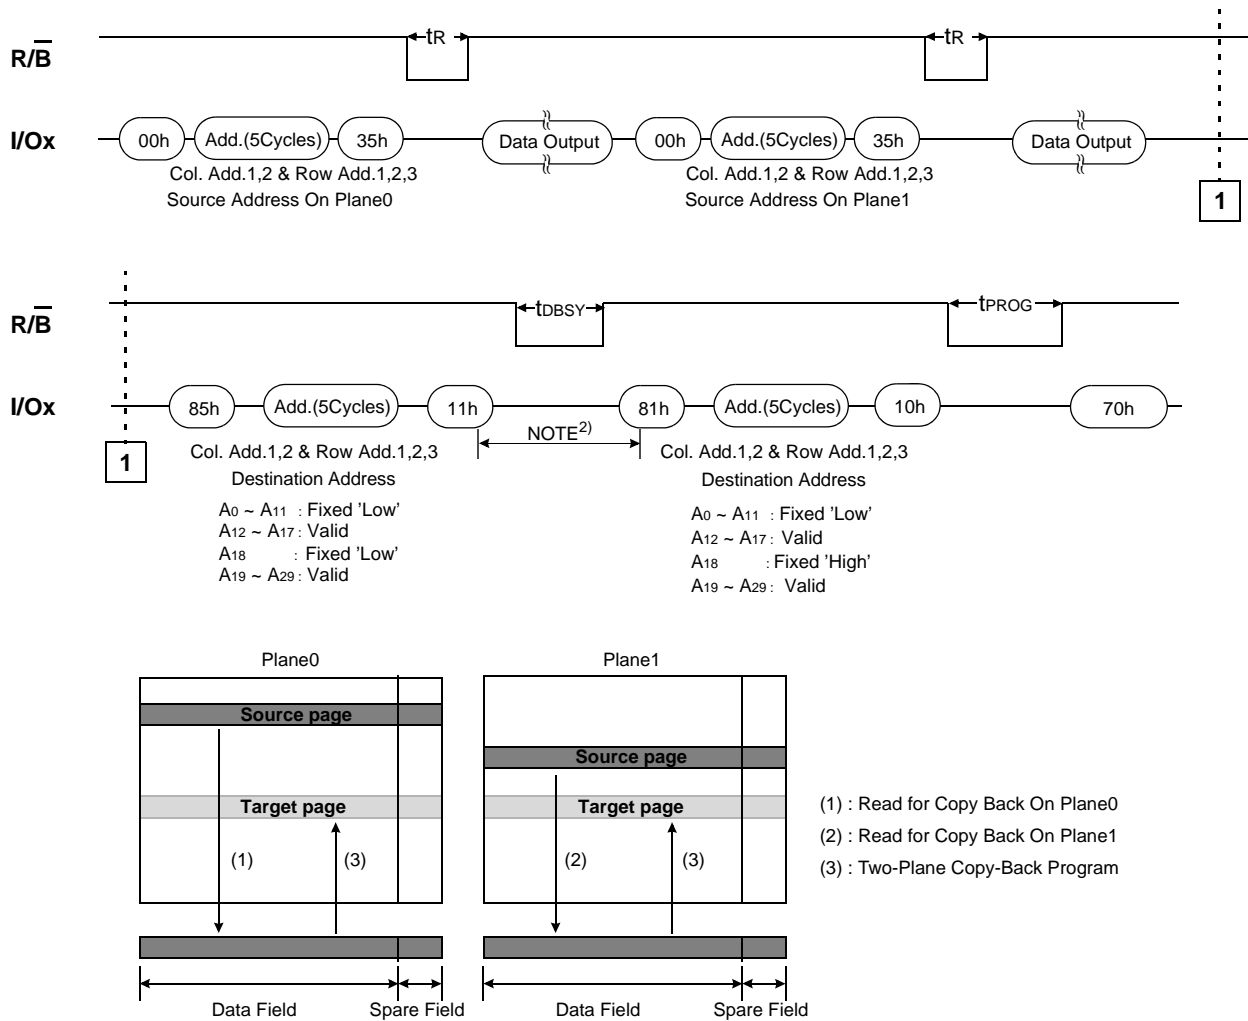 R/B
tR
tR
I/Ox
00h
Add.(5Cycles)
35h
Data Output
00h
Add.(5Cycles)
35h
Data Output
Col. Add.1,2 & Row Add.1,2,3
Source Address On Plane0
Col. Add.1,2 & Row Add.1,2,3
Source Address On Plane1
1
R/B
tDBSY
tPROG
I/Ox
85h
Add.(5Cycles)
11h
81h
Add.(5Cycles)
10h
70h
NOTE2)
1
Col. Add.1,2 & Row Add.1,2,3
Destination Address
A0 ~ A11 : Fixed 'Low'
A12 ~ A17 : Valid
A18 : Fixed 'Low'
A19 ~ A29 : Valid
Col. Add.1,2 & Row Add.1,2,3
Destination Address
A0 ~ A11 : Fixed 'Low'
A12 ~ A17 : Valid
A18 : Fixed 'High'
A19 ~ A29 : Valid
Plane0
Source page
Target page
(1)
(3)
Data Field
Spare Field
Plane1
Source page
Target page
(2)
(3)
Data Field
Spare Field
(1) : Read for Copy Back On Plane0
(2) : Read for Copy Back On Plane1
(3) : Two-Plane Copy-Back Program